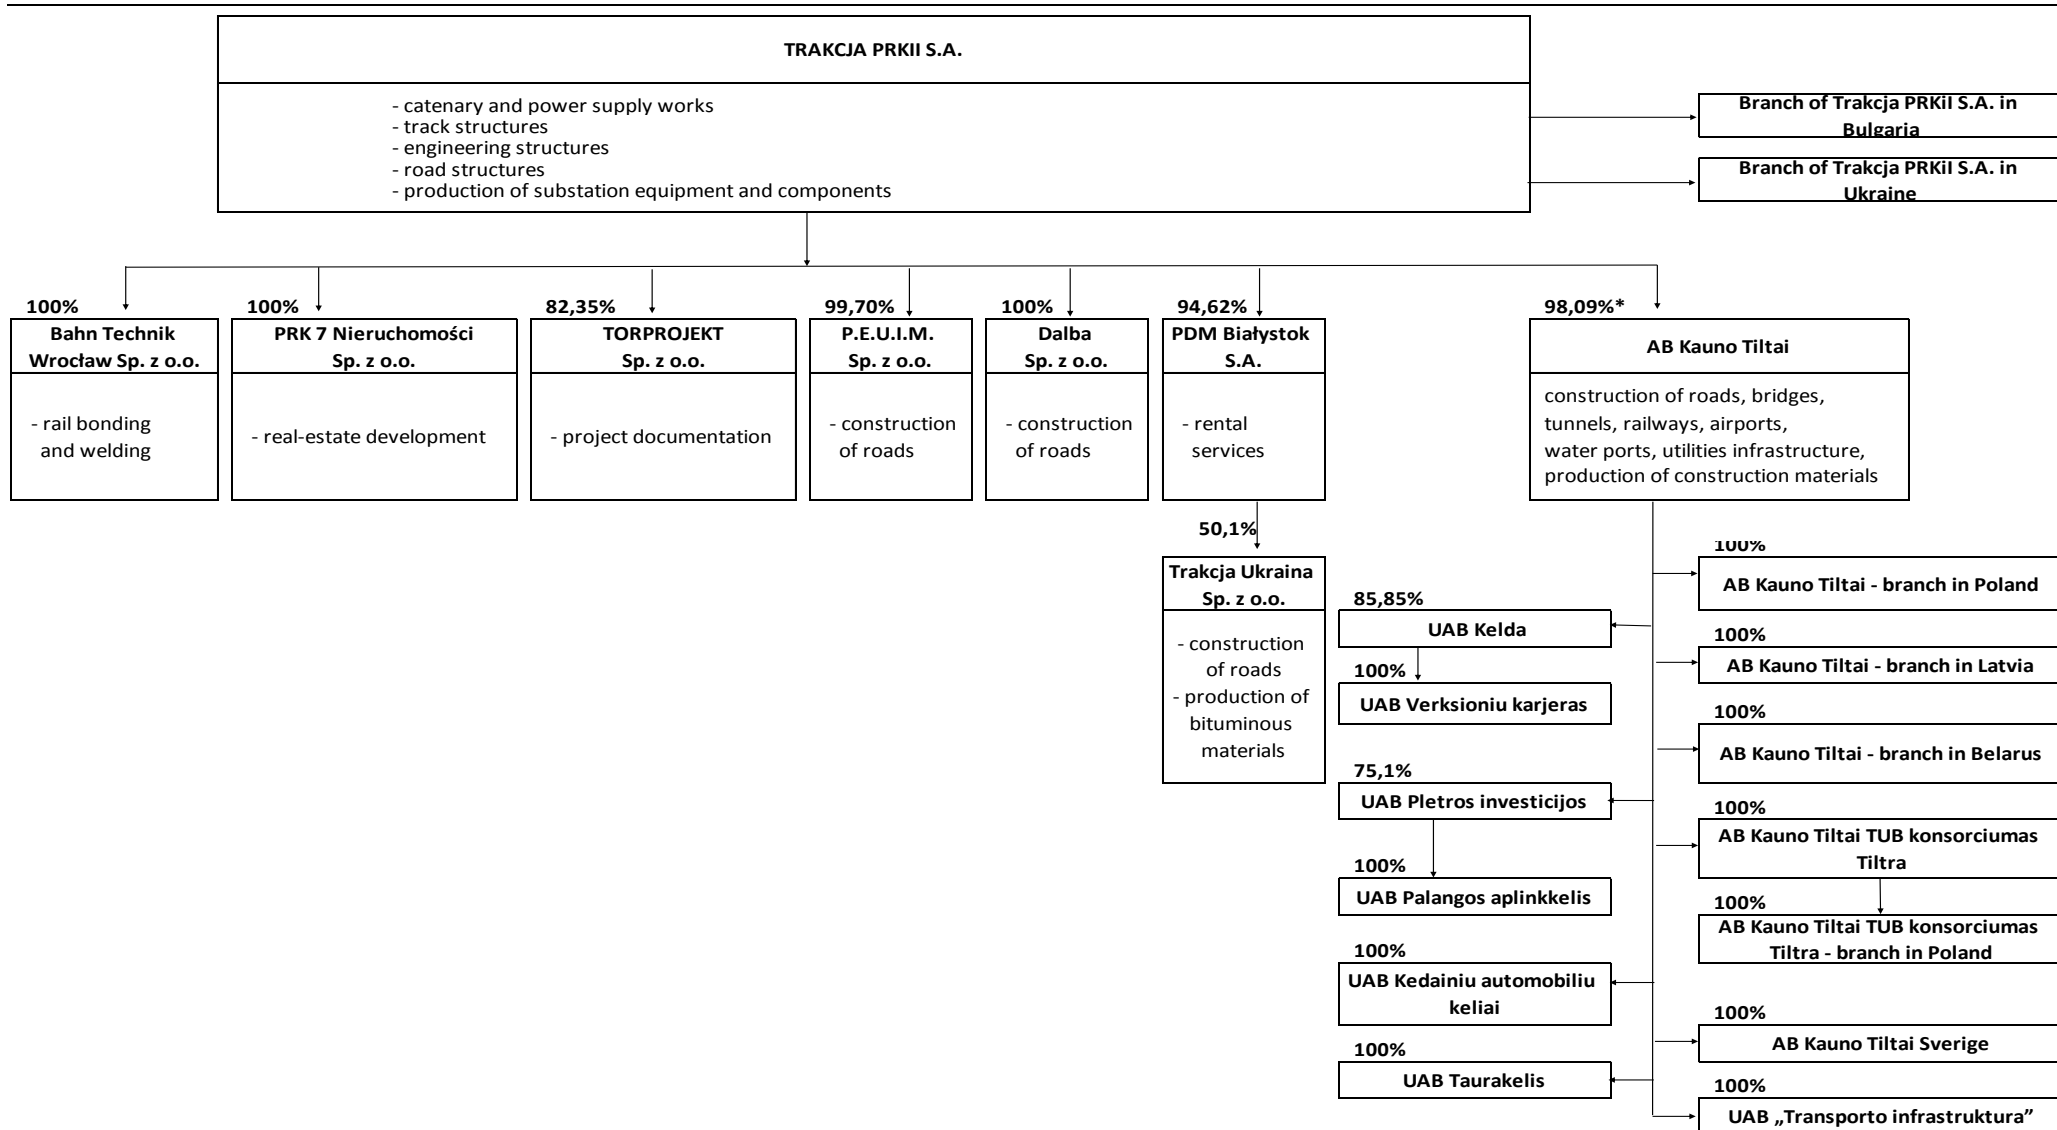 TRAKCJA PRKII S.A.
- catenary and power supply works
- track structures
- engineering structures
- road structures
- production of substation equipment and components
Branch of Trakcja PRKiI S.A. in
Bulgaria
Branch of Trakcja PRKiI S.A. in
Ukraine
100%
Bahn Technik
Wrocław Sp. z o.o.
- rail bonding
and welding
100%
PRK 7 Nieruchomości
Sp. z o.o.
- real-estate development
82,35%
TORPROJEKT
Sp. z o.o.
- project documentation
99,70%
P.E.U.I.M.
Sp. z o.o.
- construction
of roads
100%
Dalba
Sp. z o.o.
- construction
of roads
94,62%
PDM Białystok
S.A.
- rental
services
98,09%*
AB Kauno Tiltai
construction of roads, bridges,
tunnels, railways, airports,
water ports, utilities infrastructure,
production of construction materials
50,1%
Trakcja Ukraina
Sp. z o.o.
- construction
of roads
- production of
bituminous
materials
85,85%
UAB Kelda
100%
UAB Verksioniu karjeras
75,1%
UAB Pletros investicijos
100%
UAB Palangos aplinkkelis
100%
UAB Kedainiu automobiliu
keliai
100%
UAB Taurakelis
100%
AB Kauno Tiltai - branch in Poland
100%
AB Kauno Tiltai - branch in Latvia
100%
AB Kauno Tiltai - branch in Belarus
100%
AB Kauno Tiltai TUB konsorciumas
Tiltra
100%
AB Kauno Tiltai TUB konsorciumas
Tiltra - branch in Poland
100%
AB Kauno Tiltai Sverige
100%
UAB „Transporto infrastruktura”